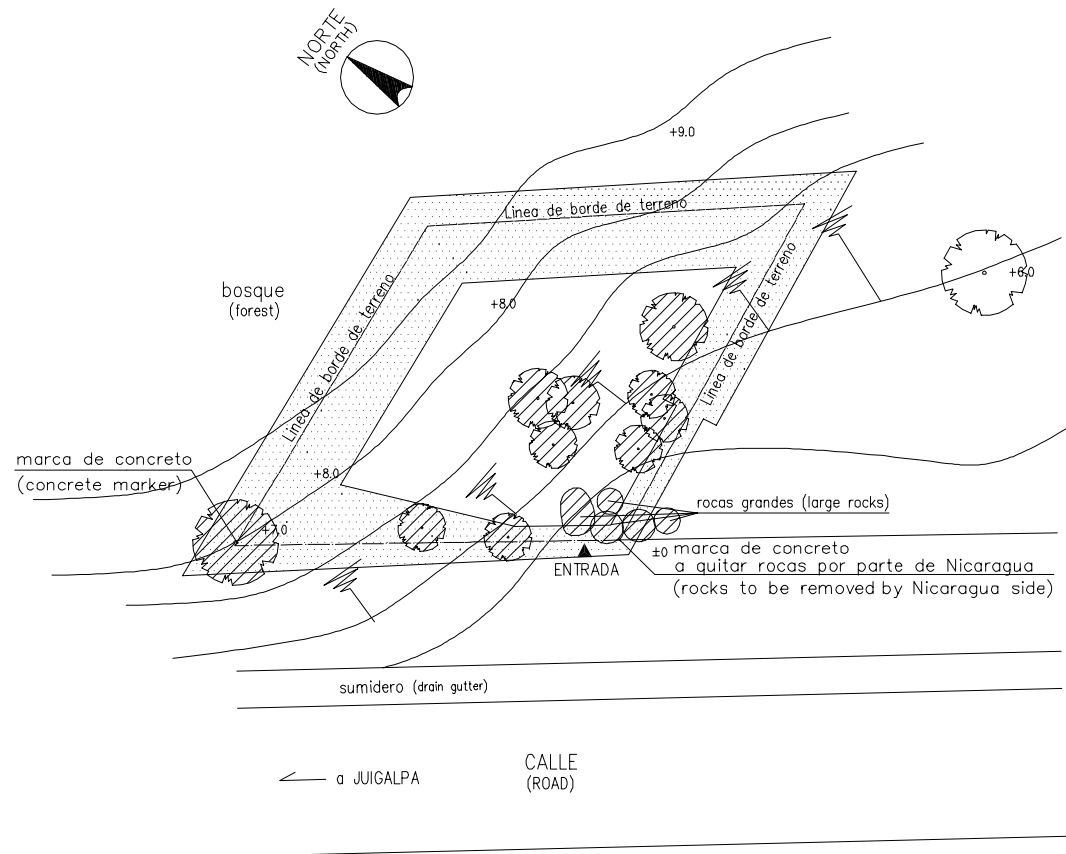 NORTE
(NORTH)
+9.0
Linea de borde de terreno
+6.0
bosque
(forest)
+8.0
Linea de borde de terreno
Linea de borde de terreno
marca de concreto
(concrete marker)
+8.0
+7.0
rocas grandes (large rocks)
±0 marca de concreto
a quitar rocas por parte de Nicaragua
(rocks to be removed by Nicaragua side)
ENTRADA
sumidero (drain gutter)
a JUIGALPA
CALLE
(ROAD)